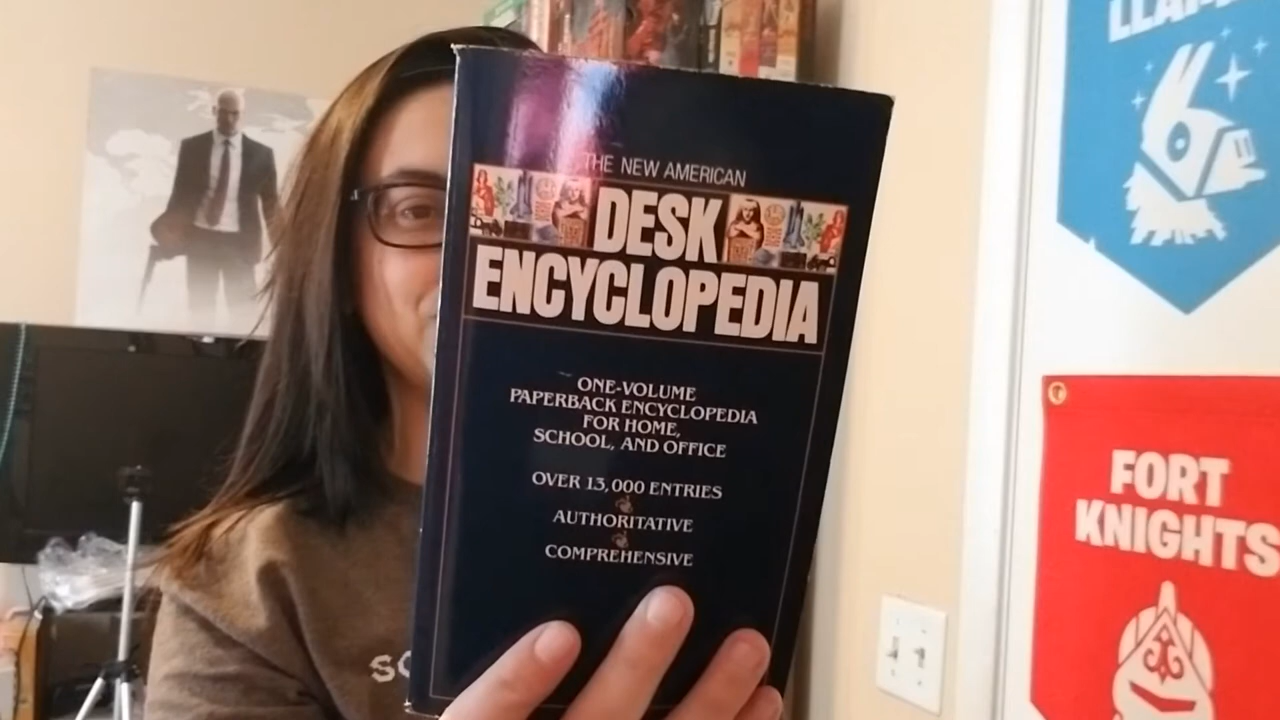 THE NEW AMERICAN
DESK
ENCYCLOPEDIA
ONE-VOLUME
PAPERBACK ENCYCLOPEDIA
FOR HOME,
SCHOOL, AND OFFICE
OVER 13,000 ENTRIES
AUTHORITATIVE
COMPREHENSIVE
FORT
KNIGHTS